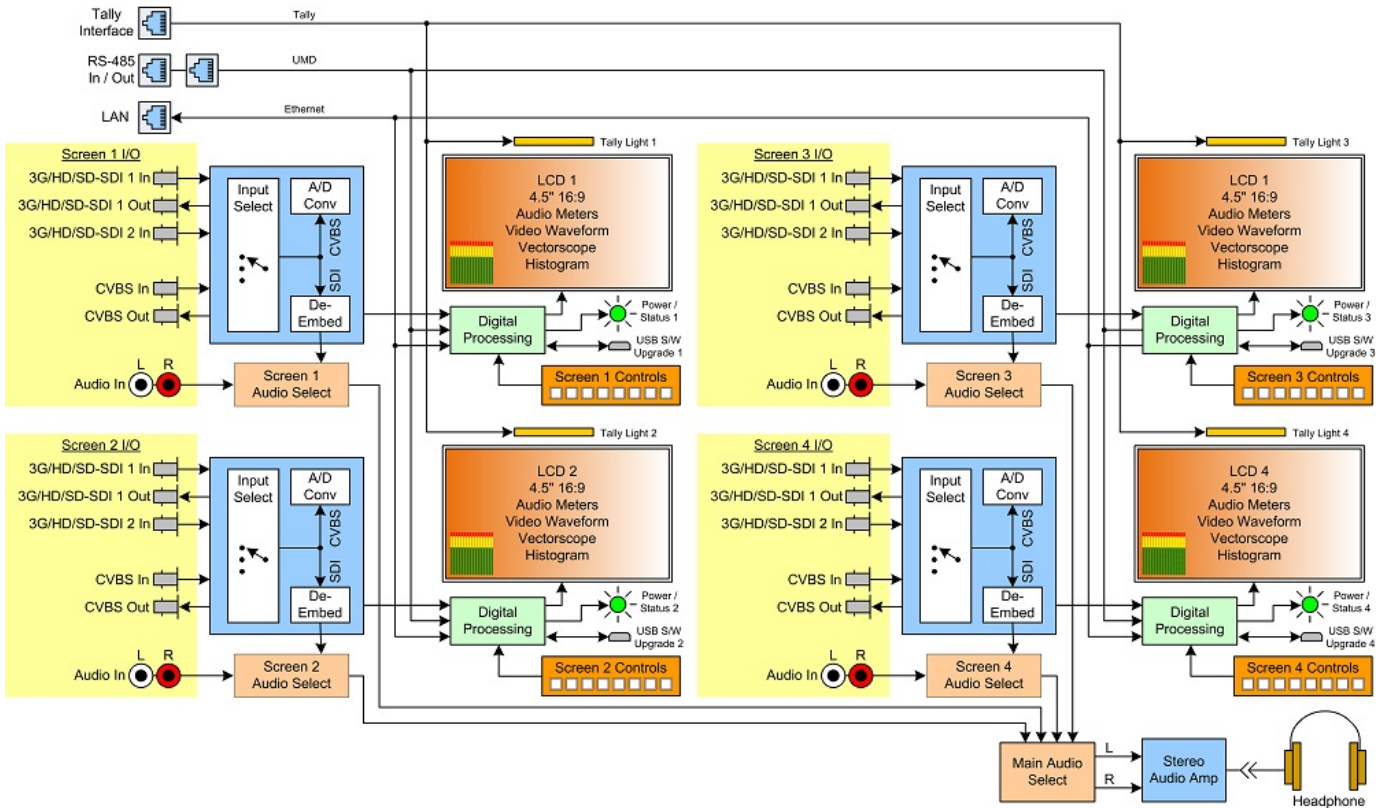 Tally
Interface
Tally
RS-485
In / Out
UMD
LAN
Ethernet
Screen 1 I/O
3G/HD/SD-SDI 1 In
3G/HD/SD-SDI 1 Out
3G/HD/SD-SDI 2 In
CVBS In
CVBS Out
L R
Audio In
Input
Select
A/D
Conv
CVBS
SDI
De-
Embed
Screen 1
Audio Select
Tally Light 1
LCD 1
4.5" 16:9
Audio Meters
Video Waveform
Vectorscope
Histogram
Digital
Processing
Power /
Status 1
USB S/W
Upgrade 1
Screen 1 Controls
Screen 3 I/O
3G/HD/SD-SDI 1 In
3G/HD/SD-SDI 1 Out
3G/HD/SD-SDI 2 In
CVBS In
CVBS Out
L R
Audio In
Input
Select
A/D
Conv
CVBS
SDI
De-
Embed
Screen 3
Audio Select
Tally Light 3
LCD 1
4.5" 16:9
Audio Meters
Video Waveform
Vectorscope
Histogram
Digital
Processing
Power /
Status 3
USB S/W
Upgrade 3
Screen 3 Controls
Screen 2 I/O
3G/HD/SD-SDI 1 In
3G/HD/SD-SDI 1 Out
3G/HD/SD-SDI 2 In
CVBS In
CVBS Out
L R
Audio In
Input
Select
A/D
Conv
CVBS
SDI
De-
Embed
Screen 2
Audio Select
Tally Light 2
LCD 2
4.5" 16:9
Audio Meters
Video Waveform
Vectorscope
Histogram
Digital
Processing
Power /
Status 2
USB S/W
Upgrade 2
Screen 2 Controls
Screen 4 I/O
3G/HD/SD-SDI 1 In
3G/HD/SD-SDI 1 Out
3G/HD/SD-SDI 2 In
CVBS In
CVBS Out
L R
Audio In
Input
Select
A/D
Conv
CVBS
SDI
De-
Embed
Screen 4
Audio Select
Tally Light 4
LCD 4
4.5" 16:9
Audio Meters
Video Waveform
Vectorscope
Histogram
Digital
Processing
Power /
Status 4
USB S/W
Upgrade 4
Screen 4 Controls
Main Audio
Select
L
R
Stereo
Audio Amp
Headphone